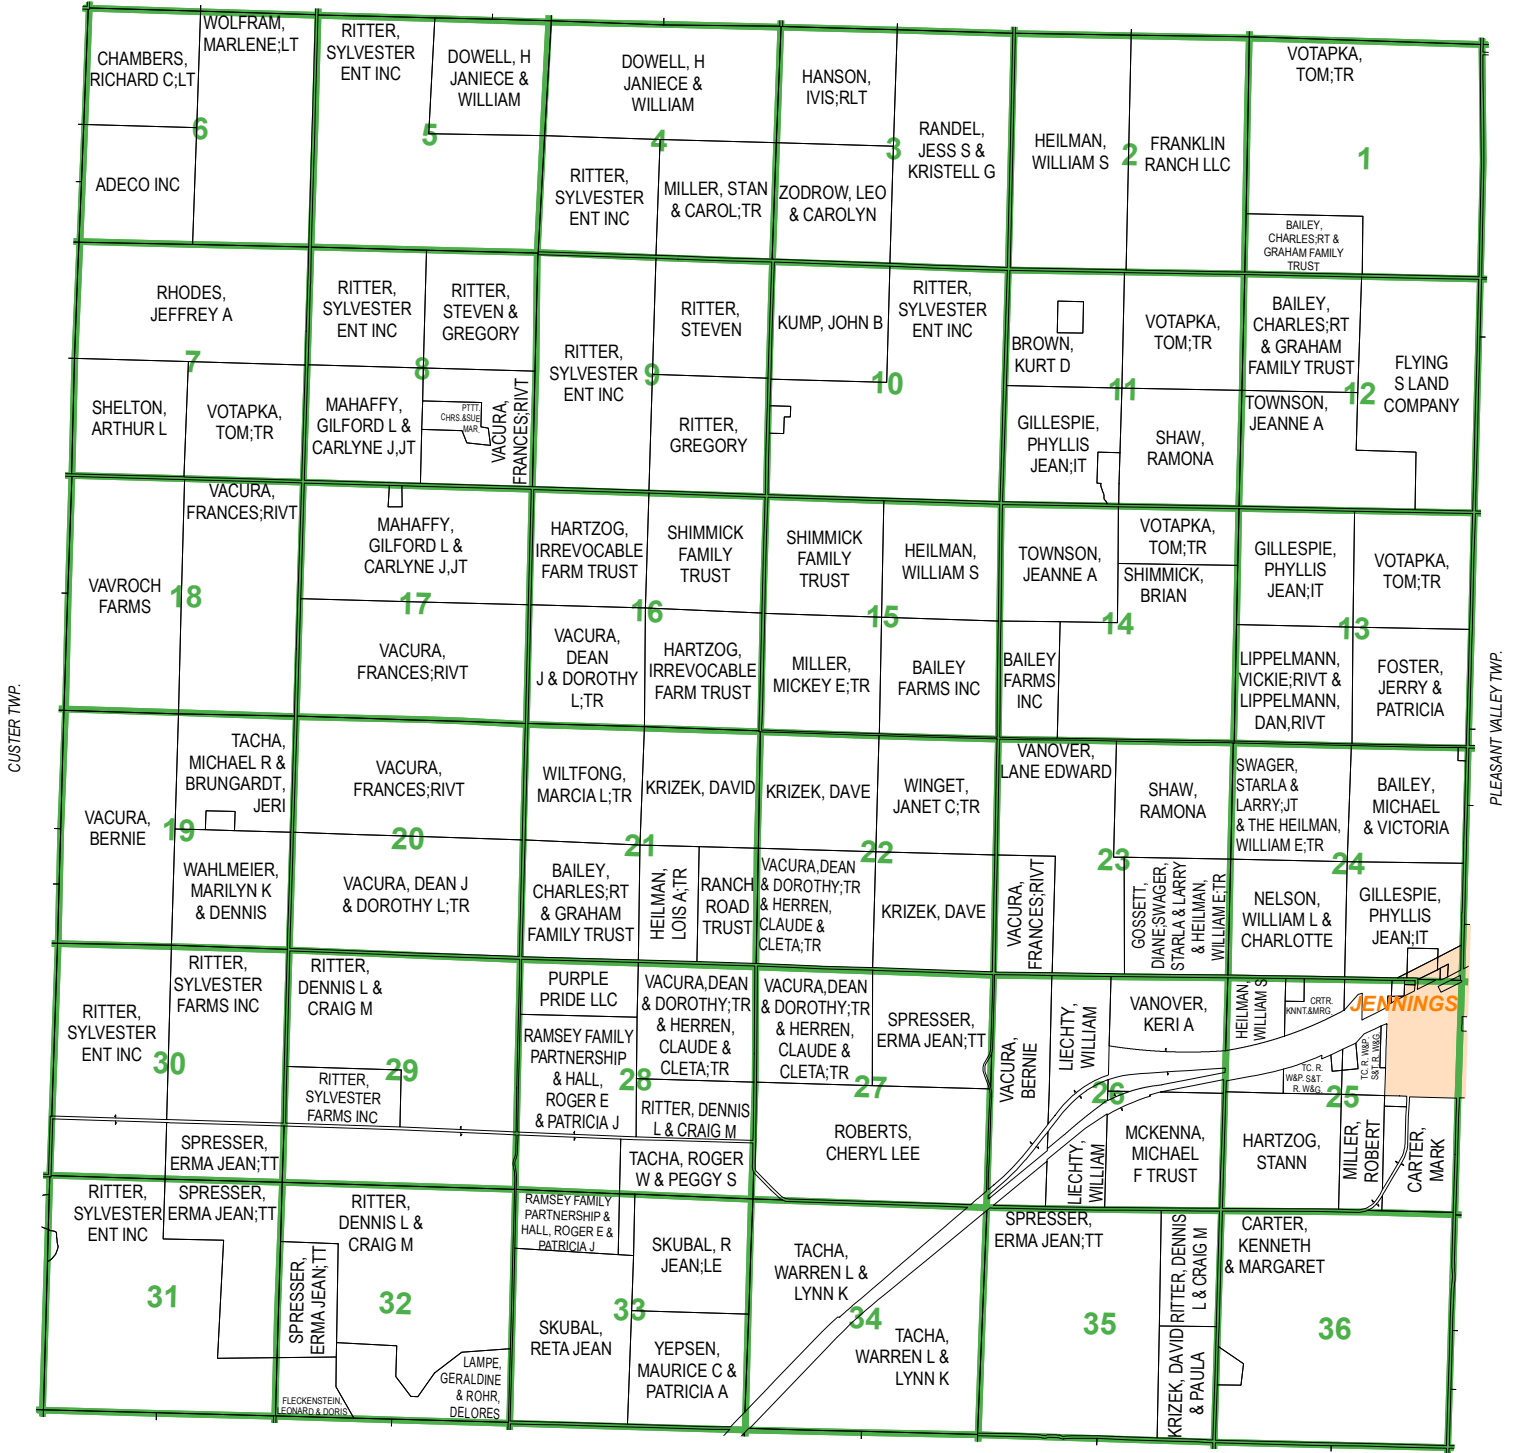 WOLFRAM,
MARLENE;LT
CHAMBERS,
RICHARD C;LT
6
ADECO INC
RITTER,
SYLVESTER
ENT INC
DOWELL, H
JANIECE &
WILLIAM
5
DOWELL, H
JANIECE &
WILLIAM
4
RITTER,
SYLVESTER
ENT INC
MILLER, STAN
& CAROL;TR
HANSON,
IVIS;RLT
RANDEL,
JESS S &
KRISTELL G
3
ZODROW, LEO
& CAROLYN
HEILMAN,
WILLIAM S
2
FRANKLIN
RANCH LLC
VOTAPKA,
TOM;TR
1
BAILEY,
CHARLES;RT &
GRAHAM FAMILY
TRUST
RHODES,
JEFFREY A
7
SHELTON,
ARTHUR L
VOTAPKA,
TOM;TR
RITTER,
SYLVESTER
ENT INC
RITTER,
STEVEN &
GREGORY
8
MAHAFFY,
GILFORD L &
CARLYNE J,JT
PTTT.
CHRS.&SUE
MAR.
VACURA,
FRANCES;RIVT
RITTER,
SYLVESTER
ENT INC
RITTER,
STEVEN
9
RITTER,
GREGORY
KUMP, JOHN B
RITTER,
SYLVESTER
ENT INC
10
BROWN,
KURT D
VOTAPKA,
TOM;TR
11
GILLESPIE,
PHYLLIS
JEAN;IT
SHAW,
RAMONA
BAILEY,
CHARLES;RT
& GRAHAM
FAMILY TRUST
FLYING
S LAND
COMPANY
12
TOWNSON,
JEANNE A
VACURA,
FRANCES;RIVT
VAVROCH
FARMS
18
MAHAFFY,
GILFORD L &
CARLYNE J,JT
17
VACURA,
FRANCES;RIVT
HARTZOG,
IRREVOCABLE
FARM TRUST
SHIMMICK
FAMILY
TRUST
16
VACURA,
DEAN
J & DOROTHY
L;TR
HARTZOG,
IRREVOCABLE
FARM TRUST
SHIMMICK
FAMILY
TRUST
HEILMAN,
WILLIAM S
15
MILLER,
MICKEY E;TR
BAILEY
FARMS INC
TOWNSON,
JEANNE A
VOTAPKA,
TOM;TR
SHIMMICK,
BRIAN
14
BAILEY
FARMS
INC
GILLESPIE,
PHYLLIS
JEAN;IT
VOTAPKA,
TOM;TR
13
LIPPELMANN,
VICKIE;RIVT &
LIPPELMANN,
DAN,RIVT
FOSTER,
JERRY &
PATRICIA
CUSTER TWP.
PLEASANT VALLEY TWP.
TACHA,
MICHAEL R &
BRUNGARDT,
JERI
VACURA,
BERNIE
19
WAHLMEIER,
MARILYN K
& DENNIS
VACURA,
FRANCES;RIVT
20
VACURA, DEAN J
& DOROTHY L;TR
WILTFONG,
MARCIA L;TR
KRIZEK, DAVID
21
BAILEY,
CHARLES;RT
& GRAHAM
FAMILY TRUST
HEILMAN,
LOIS A;TR
RANCH
ROAD
TRUST
KRIZEK, DAVE
WINGET,
JANET C;TR
22
VACURA,DEAN
& DOROTHY;TR
& HERREN,
CLAUDE &
CLETA;TR
KRIZEK, DAVE
VANOVER,
LANE EDWARD
SHAW,
RAMONA
23
VACURA,
FRANCES;RIVT
GOSSETT,
DIANE;SWAGER,
STARLA & LARRY
& HEILMAN,
WILLIAM E;TR
SWAGER,
STARLA &
LARRY;JT
& THE HEILMAN,
WILLIAM E;TR
BAILEY,
MICHAEL
& VICTORIA
24
NELSON,
WILLIAM L &
CHARLOTTE
GILLESPIE,
PHYLLIS
JEAN;IT
RITTER,
SYLVESTER
FARMS INC
RITTER,
SYLVESTER
ENT INC
30
SPRESSER,
ERMA JEAN;TT
RITTER,
DENNIS L &
CRAIG M
29
RITTER,
SYLVESTER
FARMS INC
PURPLE
PRIDE LLC
RAMSEY FAMILY
PARTNERSHIP
& HALL,
ROGER E
& PATRICIA J
VACURA,DEAN
& DOROTHY;TR
& HERREN,
CLAUDE &
CLETA;TR
28
RITTER, DENNIS
L & CRAIG M
TACHA, ROGER
W & PEGGY S
VACURA,DEAN
& DOROTHY;TR
& HERREN,
CLAUDE &
CLETA;TR
SPRESSER,
ERMA JEAN;TT
27
ROBERTS,
CHERYL LEE
VACURA,
BERNIE
LIECHTY,
WILLIAM
VANOVER,
KERI A
26
LIECHTY,
WILLIAM
MCKENNA,
MICHAEL
F TRUST
HEILMAN,
WILLIAM S
CRTR.
KNNT.&MRG.
JENNINGS
TC. R.
W&P. S&T.
R. W&G.
TC. R. W&P.
S&T.R. W&G.
25
HARTZOG,
STANN
MILLER,
ROBERT
CARTER,
MARK
RITTER,
SYLVESTER
ENT INC
SPRESSER,
ERMA JEAN;TT
31
RITTER,
DENNIS L &
CRAIG M
SPRESSER,
ERMA JEAN;TT
32
FLECKENSTEIN,
LEONARD & DORIS
LAMPE,
GERALDINE
& ROHR,
DELORES
RAMSEY FAMILY
PARTNERSHIP &
HALL, ROGER E &
PATRICIA J
SKUBAL, R
JEAN;LE
33
SKUBAL,
RETA JEAN
YEPSEN,
MAURICE C &
PATRICIA A
TACHA,
WARREN L &
LYNN K
34
TACHA,
WARREN L &
LYNN K
SPRESSER,
ERMA JEAN;TT
35
RITTER, DENNIS
L & CRAIG M
KRIZEK, DAVID
& PAULA
CARTER,
KENNETH
& MARGARET
36